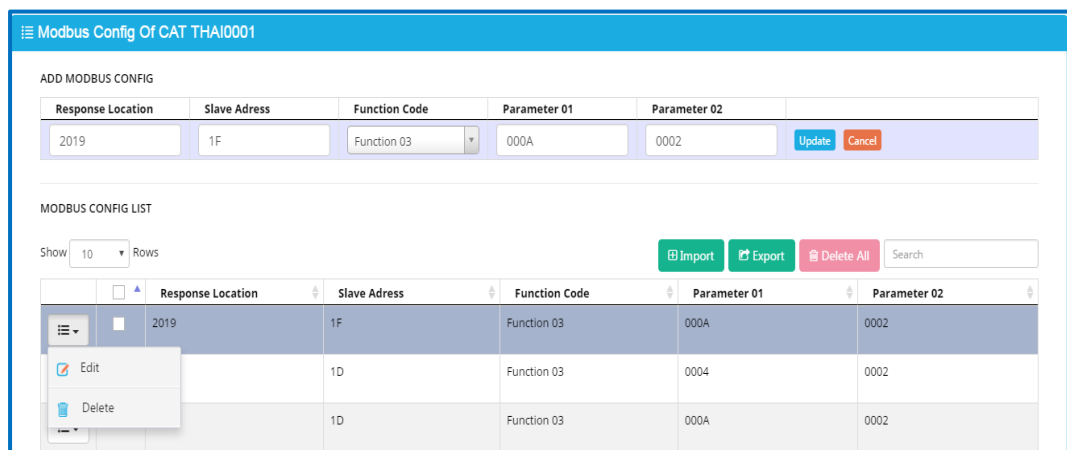 Modbus Config Of CAT THAI0001
ADD MODBUS CONFIG
Response Location Slave Adress Function Code Parameter 01 Parameter 02
2019 1F Function 03 000A 0002 Update Cancel
MODBUS CONFIG LIST
Show 10 Rows Import Export Delete All Search
Response Location Slave Adress Function Code Parameter 01 Parameter 02
2019 1F Function 03 000A 0002
Edit
1D Function 03 0004 0002
Delete
1D Function 03 000A 0002